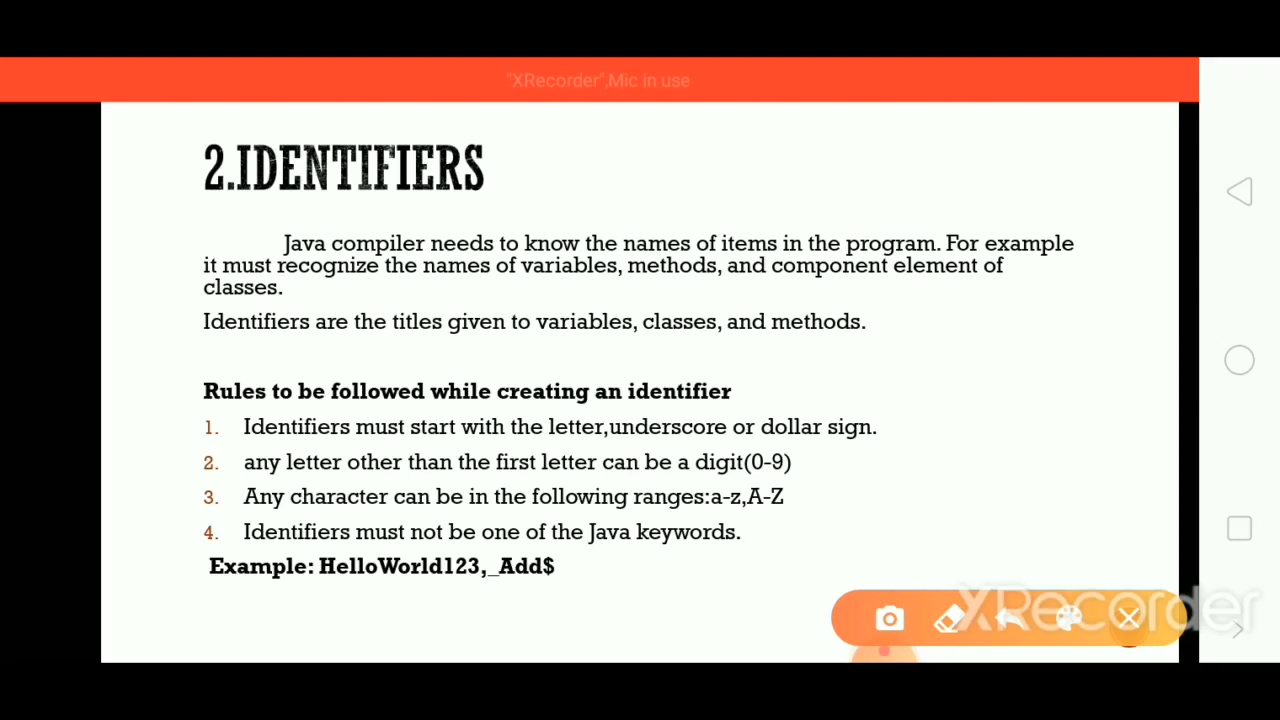 "XRecorder",Mic in use
2.IDENTIFIERS
Java compiler needs to know the names of items in the program. For example
it must recognize the names of variables, methods, and component element of
classes.
Identifiers are the titles given to variables, classes, and methods.
Rules to be followed while creating an identifier
1. Identifiers must start with the letter,underscore or dollar sign.
2. any letter other than the first letter can be a digit(0-9)
3. Any character can be in the following ranges:a-z,A-Z
4. Identifiers must not be one of the Java keywords.
Example: HelloWorld123,_Add$
XRecorder